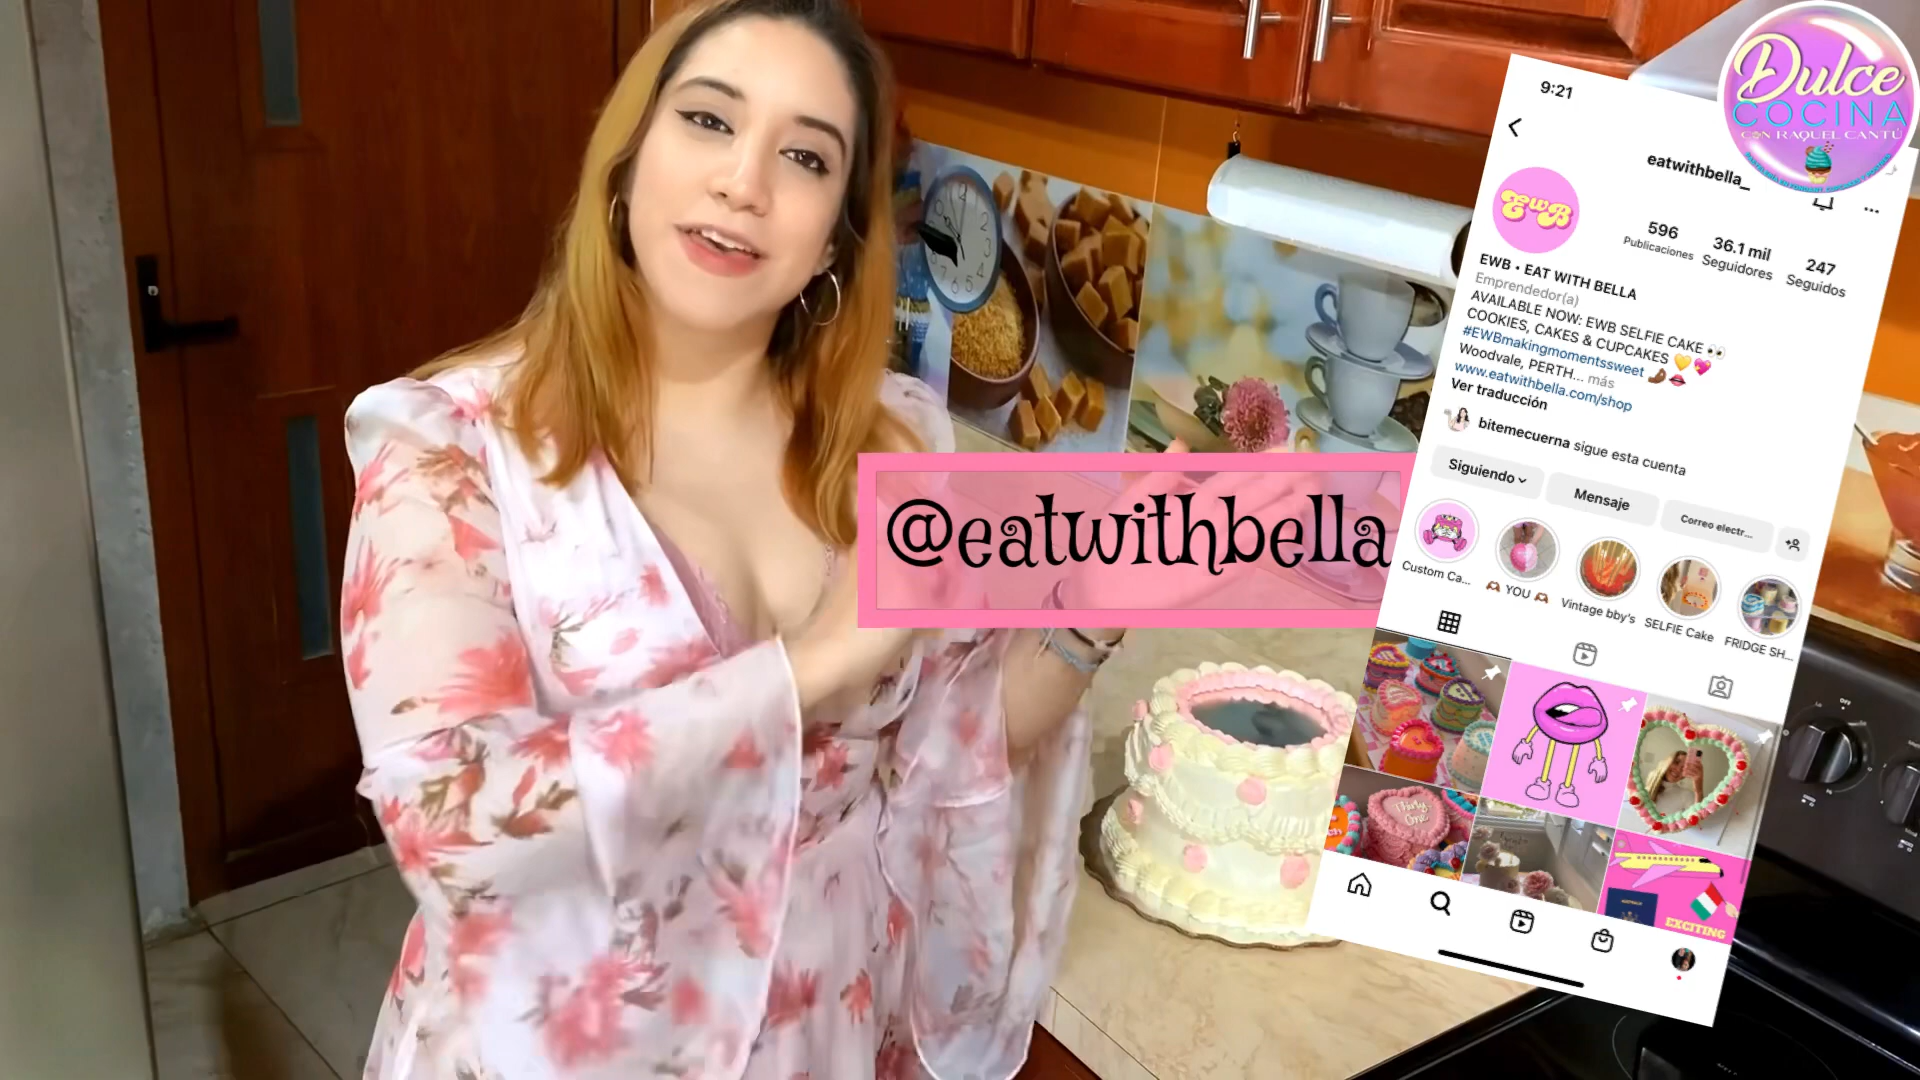 Dulce
COCINA
CON RAQUEL CANTÚ
9:21
eatwithbella_
EWB
596
Publicaciones
36.1 mil
Seguidores
247
Seguidos
EWB • EAT WITH BELLA
Emprendedor(a)
AVAILABLE NOW: EWB SELFIE CAKE 👀
COOKIES, CAKES & CUPCAKES 💛💖
#EWBmakingmomentssweet
Woodvale, PERTH... más
www.eatwithbella.com/shop
Ver traducción
bitemecuerna sigue esta cuenta
Siguiendo
Mensaje
Correo electr...
@eatwithbella
Custom Ca...
🫶🏾 YOU 🫶🏾
Vintage bby's
SELFIE Cake
FRIDGE SH...
Thirty
One
EXCITING